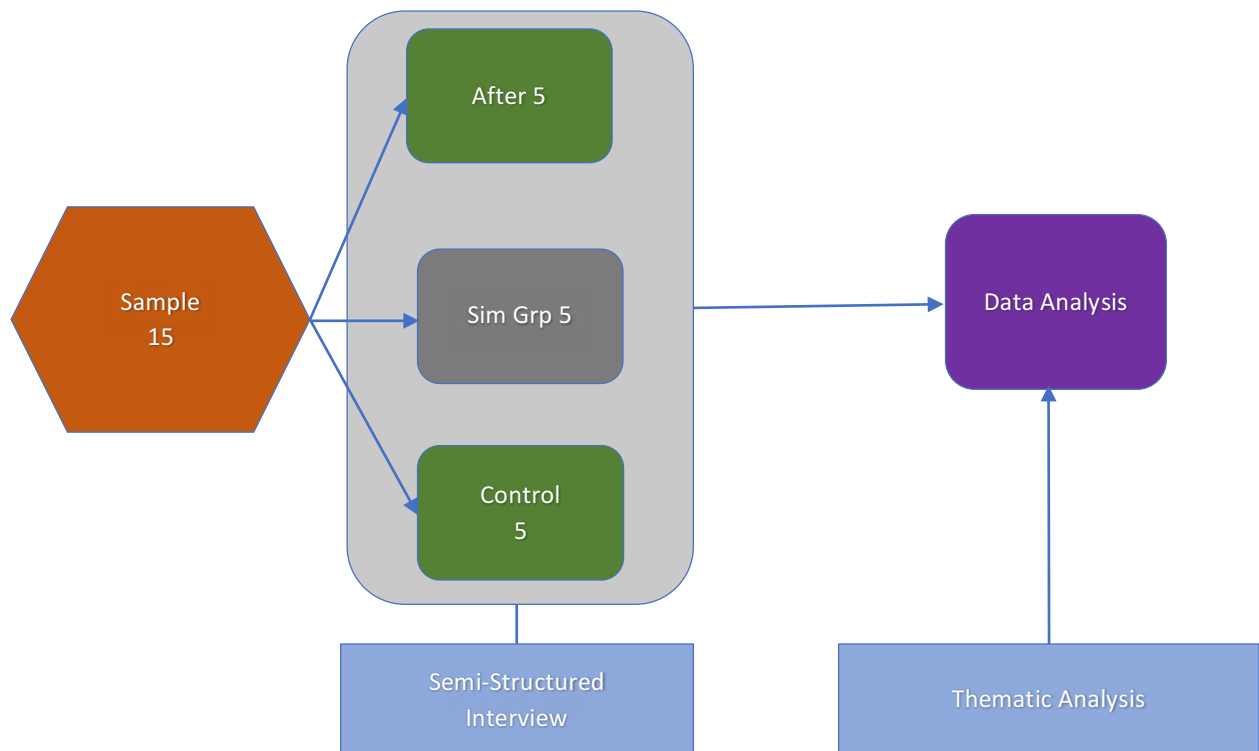 After 5
Sample
15
Sim Grp 5
Data Analysis
Control
5
Semi-Structured
Interview
Thematic Analysis